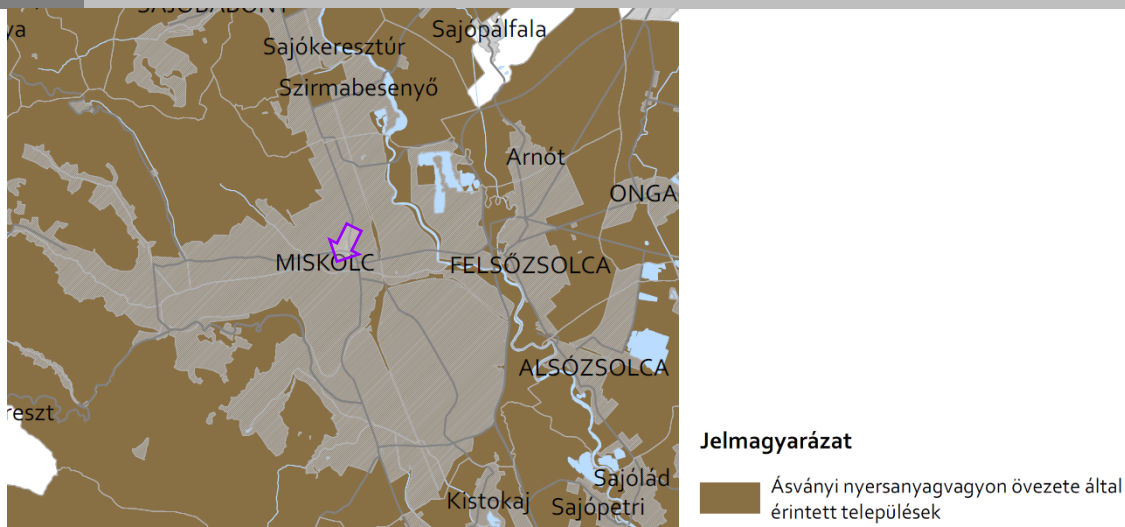 Sajópálfala
Sajókeresztúr
Szirmabesenyő
Arnót
ONGA
MISKOLC
FELSŐZSOLCA
ALSÓZSOLCA
Sajólád
Kistokaj
Sajópetri
Jelmagyarázat
Ásványi nyersanyagvagyon övezete által
érintett települések